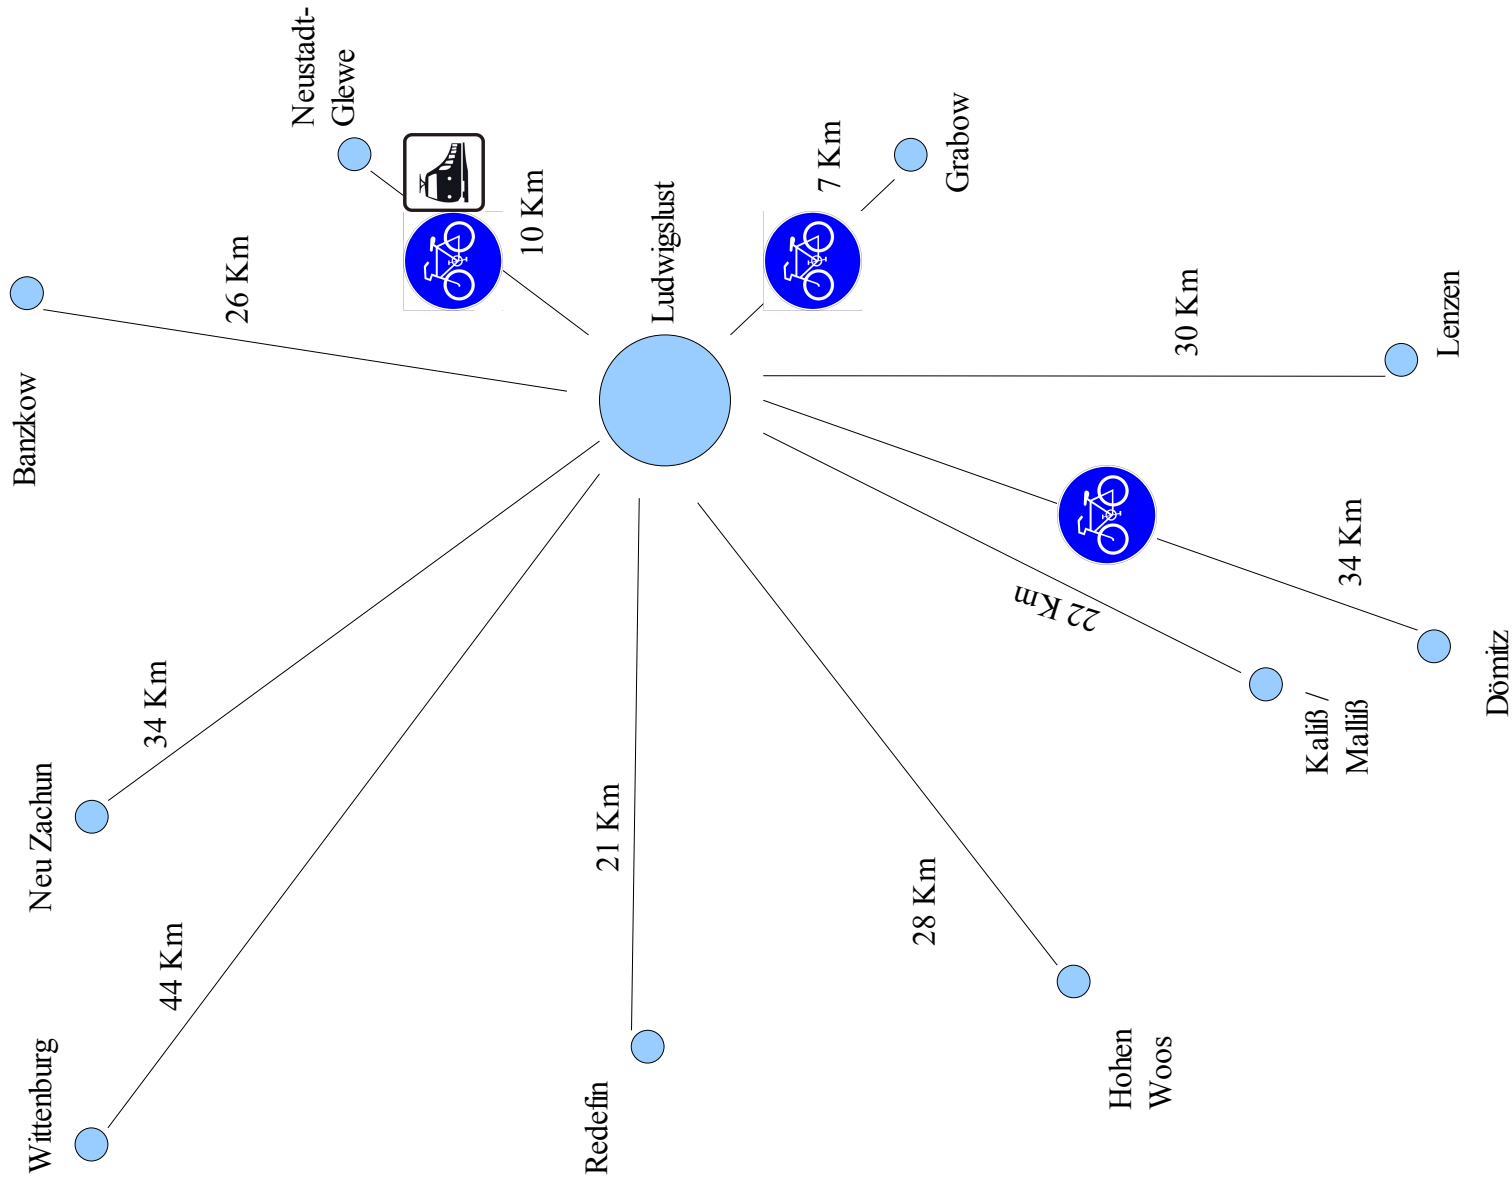 Wittenburg
44 Km
Neu Zachun
34 Km
Banzkow
26 Km
Neustadt-
Glewe
10 Km
Ludwigslust
7 Km
Grabow
30 Km
Lenzen
34 Km
Dömitz
22 Km
Kaliß /
Malliß
28 Km
Hohen
Woos
21 Km
Redefin